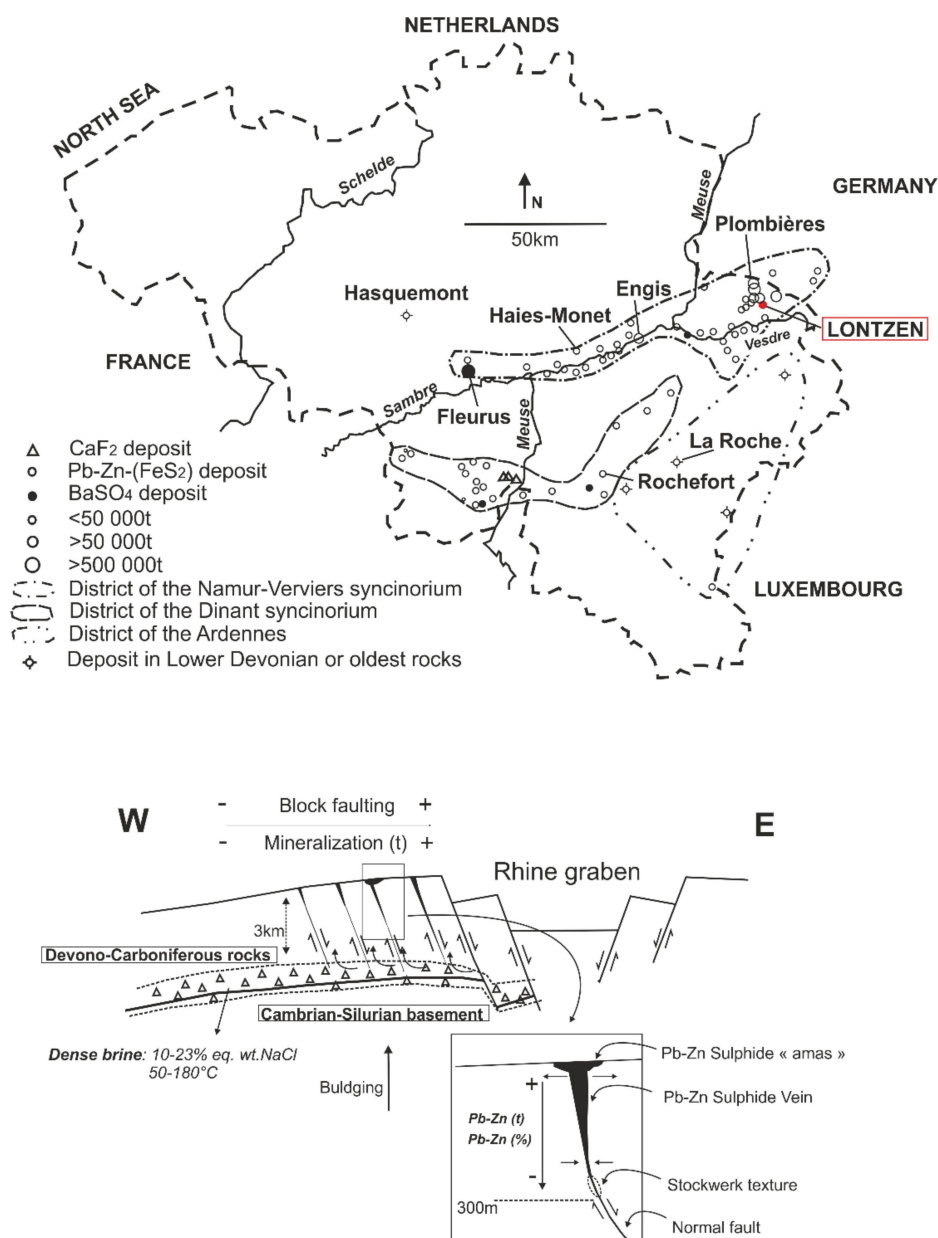 NETHERLANDS
NORTH SEA
Schelde
Meuse
GERMANY
N
50km
Plombières
Hasquemont
Engis
Haies-Monet
LONTZEN
Vesdre
FRANCE
Sambre
Fleurus
Meuse
La Roche
Rochefort
LUXEMBOURG
CaF2 deposit
Pb-Zn-(FeS2) deposit
BaSO4 deposit
<50 000t
>50 000t
>500 000t
District of the Namur-Verviers syncinorium
District of the Dinant syncinorium
District of the Ardennes
Deposit in Lower Devonian or oldest rocks
W
- Block faulting +
- Mineralization (t) +
E
Rhine graben
3km
Devono-Carboniferous rocks
Cambrian-Silurian basement
Dense brine: 10-23% eq. wt.NaCl
50-180°C
Buldging
Pb-Zn Sulphide « amas »
+
Pb-Zn Sulphide Vein
Pb-Zn (t)
Pb-Zn (%)
-
Stockwerk texture
300m
Normal fault